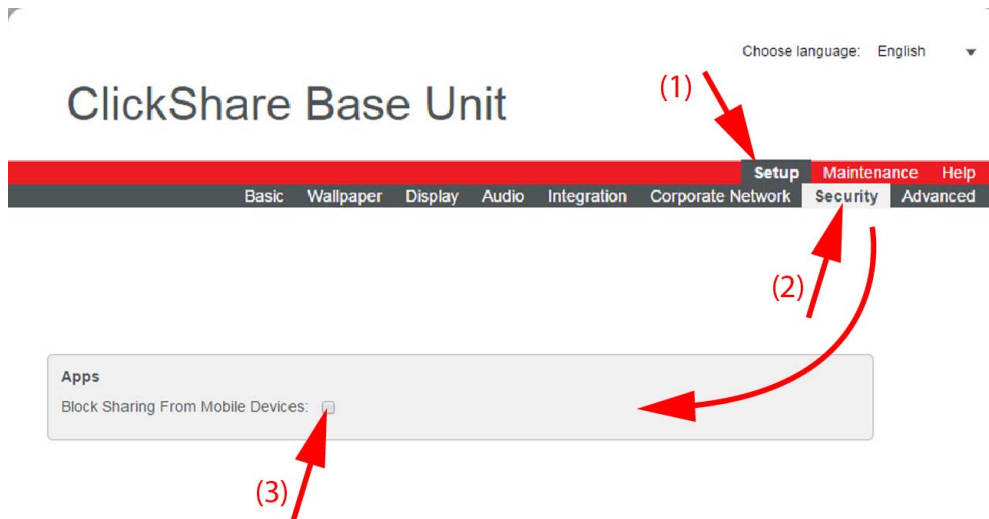 Choose language: English
(1)
ClickShare Base Unit
Setup Maintenance Help
Basic Wallpaper Display Audio Integration Corporate Network Security Advanced
(2)
Apps
Block Sharing From Mobile Devices:
(3)